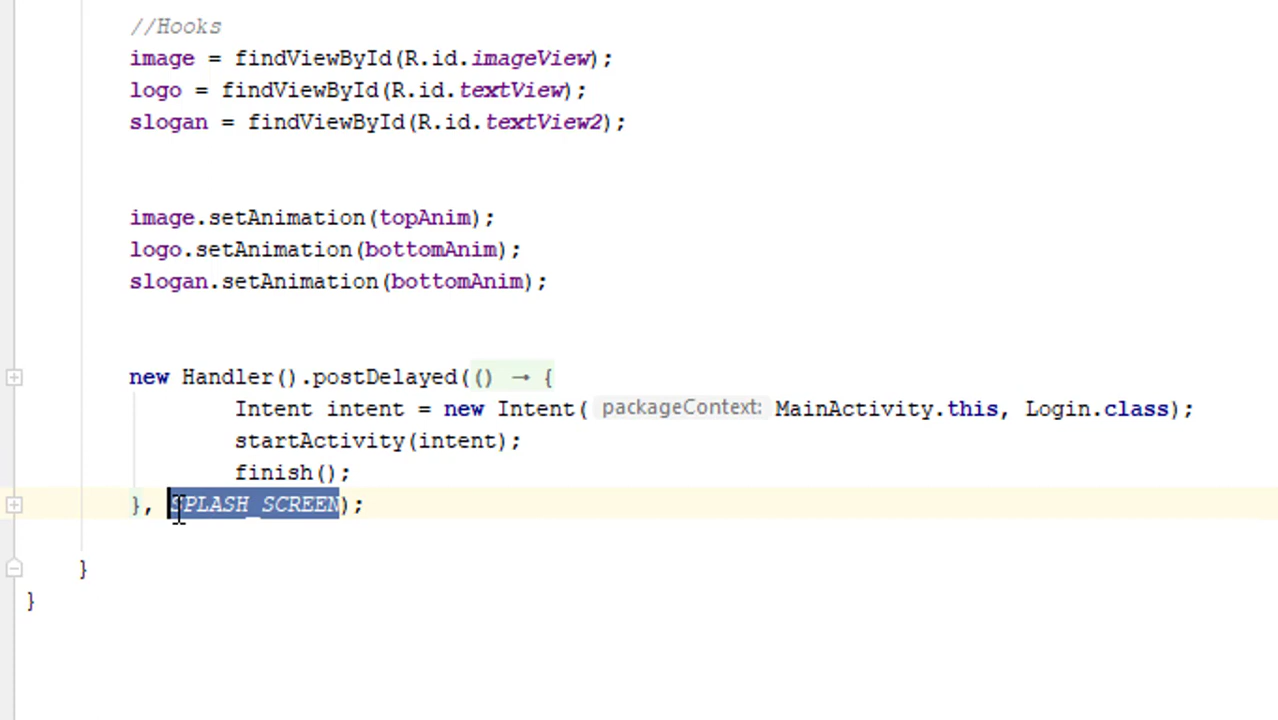 //Hooks
image = findViewById(R.id.imageView);
logo = findViewById(R.id.textView);
slogan = findViewById(R.id.textView2);
image.setAnimation(topAnim);
logo.setAnimation(bottomAnim);
slogan.setAnimation(bottomAnim);
new Handler().postDelayed(() → {
Intent intent = new Intent( packageContext: MainActivity.this, Login.class);
startActivity(intent);
finish();
}, SPLASH_SCREEN);
}
}